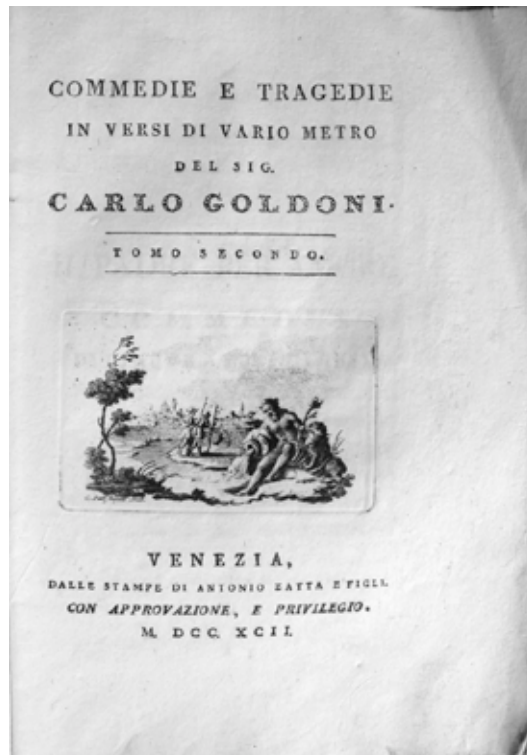 COMMEDIE E TRAGEDIE
IN VERSI DI VARIO METRO
DEL SIG.
CARLO GOLDONI.
TOMO SECONDO.
VENEZIA,
DALLE STAMPE DI ANTONIO ZATTA E FIGLI.
CON APPROVAZIONE, E PRIVILEGIO.
M. DCC. XCII.